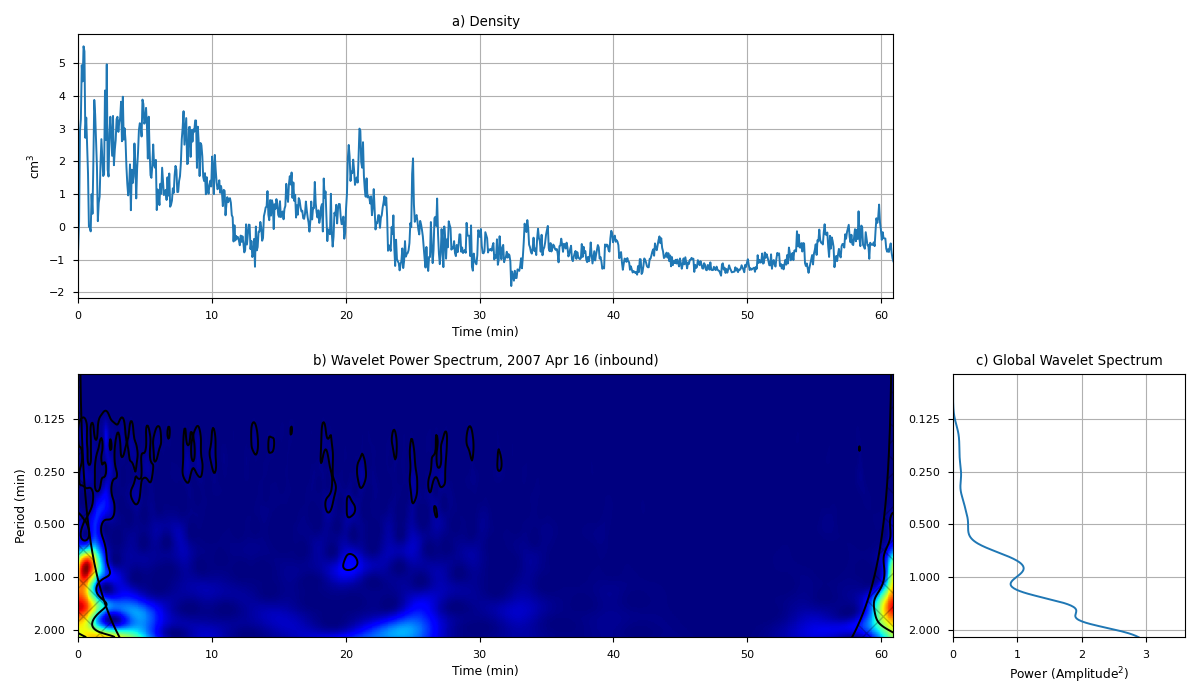 a) Density
cm³
5
4
3
2
1
0
−1
−2
0 10 20 30 40 50 60
Time (min)
b) Wavelet Power Spectrum, 2007 Apr 16 (inbound)
Period (min)
0.125
0.250
0.500
1.000
2.000
0 10 20 30 40 50 60
Time (min)
c) Global Wavelet Spectrum
0.125
0.250
0.500
1.000
2.000
0 1 2 3
Power (Amplitude²)